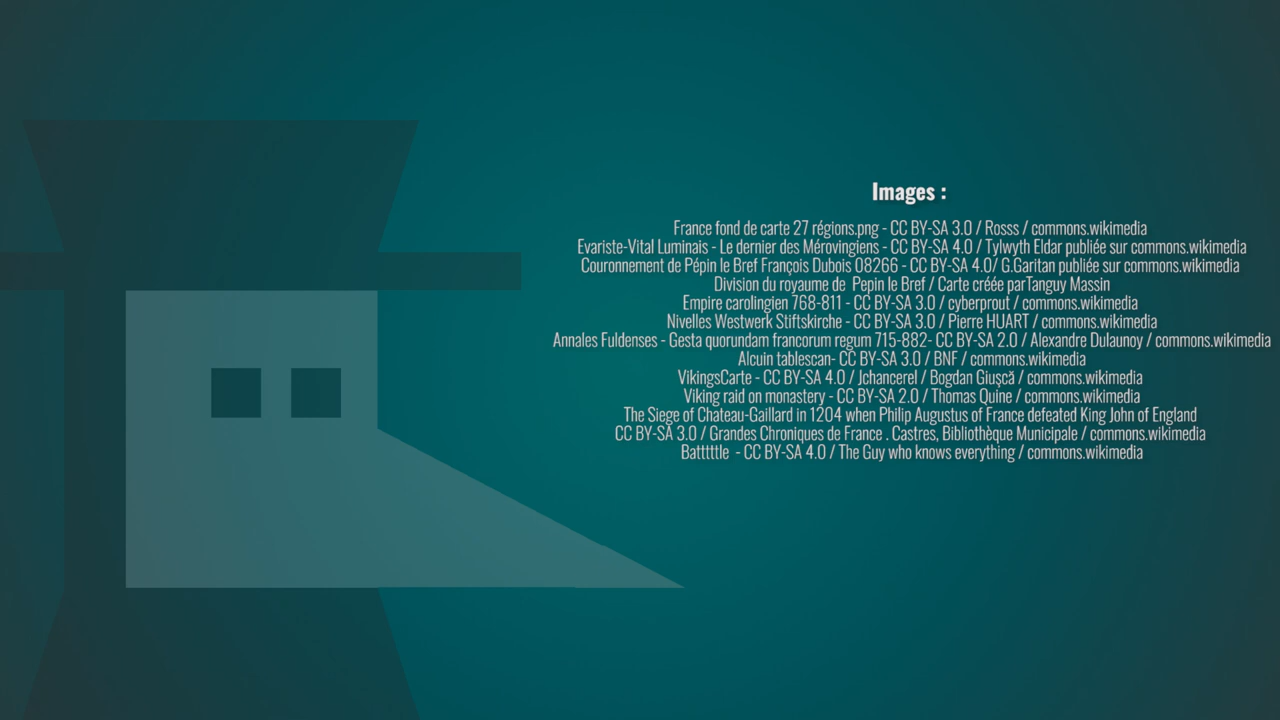 Images :
France fond de carte 27 régions.png - CC BY-SA 3.0 / Rosss / commons.wikimedia
Evariste-Vital Luminais - Le dernier des Mérovingiens - CC BY-SA 4.0 / Tylwyth Eldar publiée sur commons.wikimedia
Couronnement de Pépin le Bref François Dubois 08266 - CC BY-SA 4.0/ G.Garitan publiée sur commons.wikimedia
Division du royaume de  Pepin le Bref / Carte créée parTanguy Massin
Empire carolingien 768-811 - CC BY-SA 3.0 / cyberprout / commons.wikimedia
Nivelles Westwerk Stiftskirche - CC BY-SA 3.0 / Pierre HUART / commons.wikimedia
Annales Fuldenses - Gesta quorundam francorum regum 715-882- CC BY-SA 2.0 / Alexandre Dulaunoy / commons.wikimedia
Alcuin tablescan- CC BY-SA 3.0 / BNF / commons.wikimedia
VikingsCarte - CC BY-SA 4.0 / Jchancerel / Bogdan Giușcă / commons.wikimedia
Viking raid on monastery - CC BY-SA 2.0 / Thomas Quine / commons.wikimedia
The Siege of Chateau-Gaillard in 1204 when Philip Augustus of France defeated King John of England
CC BY-SA 3.0 / Grandes Chroniques de France . Castres, Bibliothèque Municipale / commons.wikimedia
Batttttle  - CC BY-SA 4.0 / The Guy who knows everything / commons.wikimedia